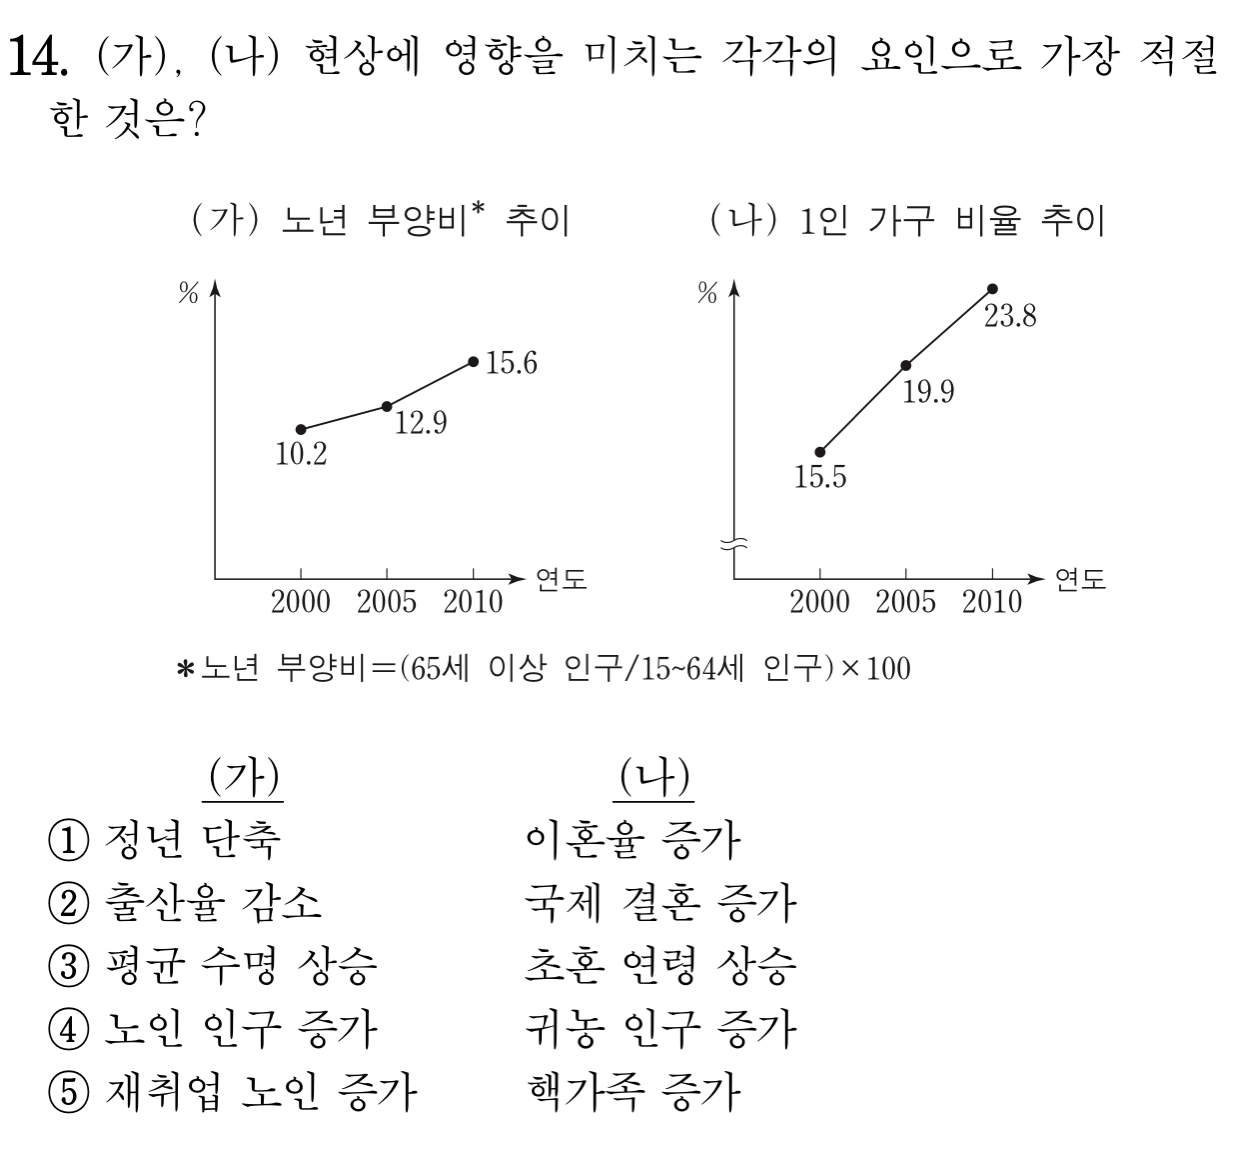 14. (가), (나) 현상에 영향을 미치는 각각의 요인으로 가장 적절
한 것은?
(가) 노년 부양비* 추이
%
15.6
12.9
10.2
연도
2000 2005 2010
(나) 1인 가구 비율 추이
%
23.8
19.9
15.5
연도
2000 2005 2010
*노년 부양비=(65세 이상 인구/15~64세 인구)×100
(가) (나)
① 정년 단축 이혼율 증가
② 출산율 감소 국제 결혼 증가
③ 평균 수명 상승 초혼 연령 상승
④ 노인 인구 증가 귀농 인구 증가
⑤ 재취업 노인 증가 핵가족 증가